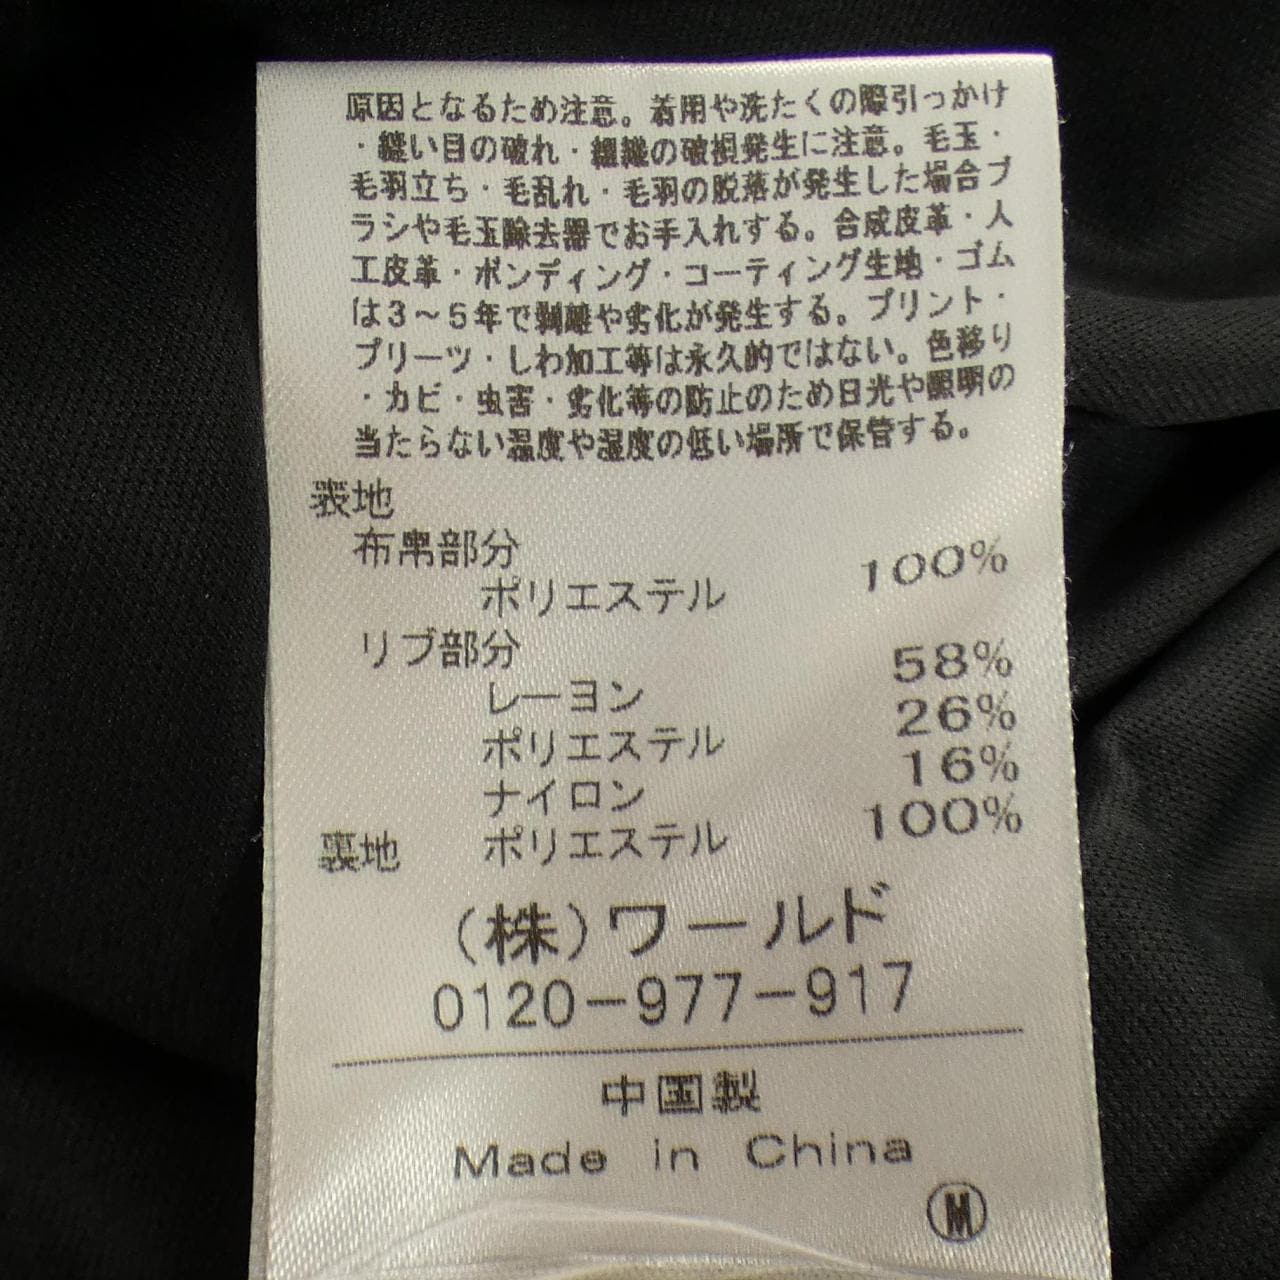 原因となるため注意。着用や洗たくの際引っかけ
・縫い目の破れ・組織の破損発生に注意。毛玉・
毛羽立ち・毛乱れ・毛羽の脱落が発生した場合ブ
ラシや毛玉除去器でお手入れする。合成皮革・人
工皮革・ボンディング・コーティング生地・ゴム
は3～5年で剥離や劣化が発生する。プリント・
プリーツ・しわ加工等は永久的ではない。色移り
・カビ・虫害・劣化等の防止のため日光や照明の
当たらない温度や湿度の低い場所で保管する。
表地
布帛部分
ポリエステル 100%
リブ部分
レーヨン 58%
ポリエステル 26%
ナイロン 16%
裏地 ポリエステル 100%
(株)ワールド
0120-977-917
中国製
Made in China
Ⓜ